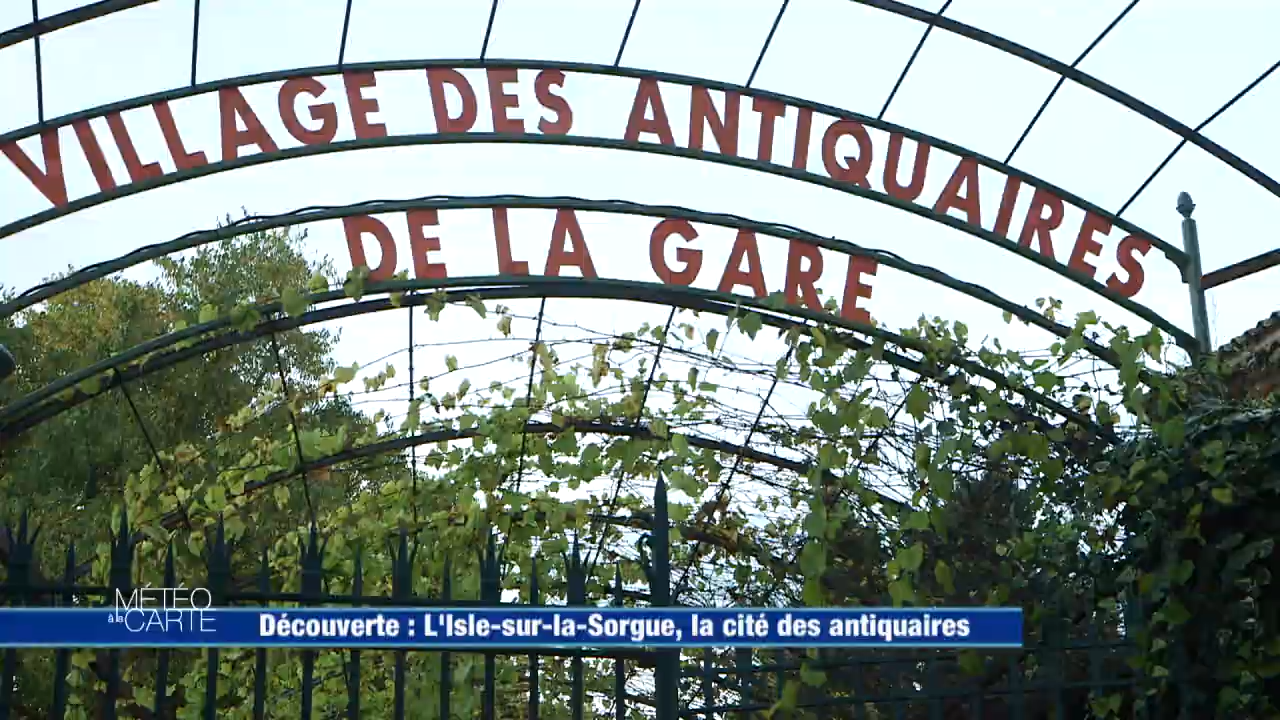 VILLAGE DES ANTIQUAIRES
DE LA GARE
MÉTÉO
à la CARTE
Découverte : L'Isle-sur-la-Sorgue, la cité des antiquaires